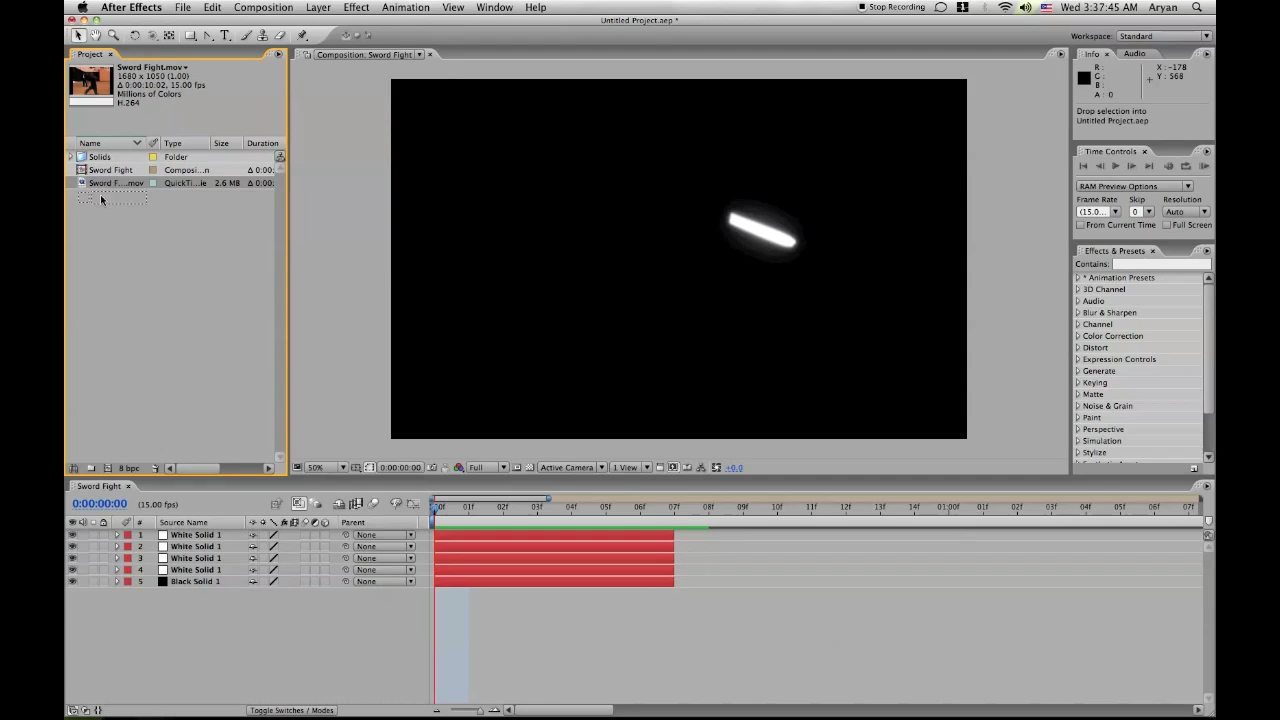 After Effects File Edit Composition Layer Effect Animation View Window Help Stop Recording Wed 3:37:45 AM Aryan
Untitled Project.aep *
Workspace: Standard
Project
Sword Fight.mov
1680 x 1050 (1.00)
Δ 0:00:10:02, 15.00 fps
Millions of Colors
H.264
Name Type Size Duration
Solids Folder
Sword Fight Composi...n Δ 0:00:
Sword F....mov QuickTi...ie 2.6 MB Δ 0:00:
8 bpc
Composition: Sword Fight
50% 0:00:00:00 Full Active Camera 1 View +0.0
Info Audio
R : X : -178
G : Y : 568
B :
A : 0
Drop selection into
Untitled Project.aep
Time Controls
RAM Preview Options
Frame Rate Skip Resolution
(15.0... 0 Auto
From Current Time Full Screen
Effects & Presets
Contains:
* Animation Presets
3D Channel
Audio
Blur & Sharpen
Channel
Color Correction
Distort
Expression Controls
Generate
Keying
Matte
Noise & Grain
Paint
Perspective
Simulation
Stylize
Sword Fight
0:00:00:00 (15.00 fps)
00f 01f 02f 03f 04f 05f 06f 07f 08f 09f 10f 11f 12f 13f 14f 01:00f 01f 02f 03f 04f 05f 06f 07f
# Source Name Parent
1 White Solid 1 None
2 White Solid 1 None
3 White Solid 1 None
4 White Solid 1 None
5 Black Solid 1 None
Toggle Switches / Modes